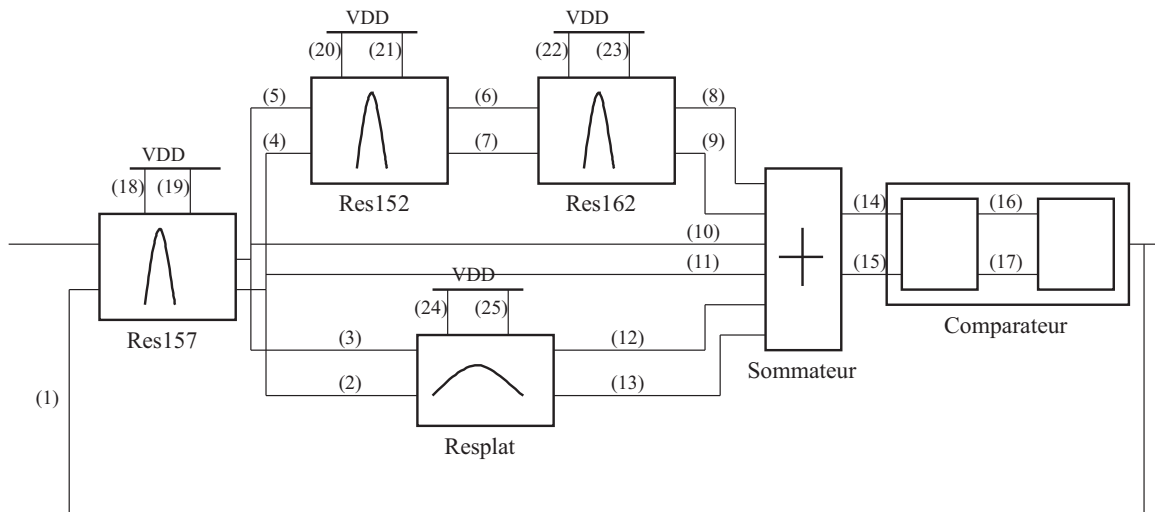 VDD VDD
(20) (21) (22) (23)
(5) (6) (8)
(4) (7) (9)
VDD
(18) (19)
Res152 Res162
(14) (16)
(10)
(15) (17)
(11)
VDD
(24) (25)
Res157
(3) (12)
Comparateur
Sommateur
(2) (13)
(1)
Resplat